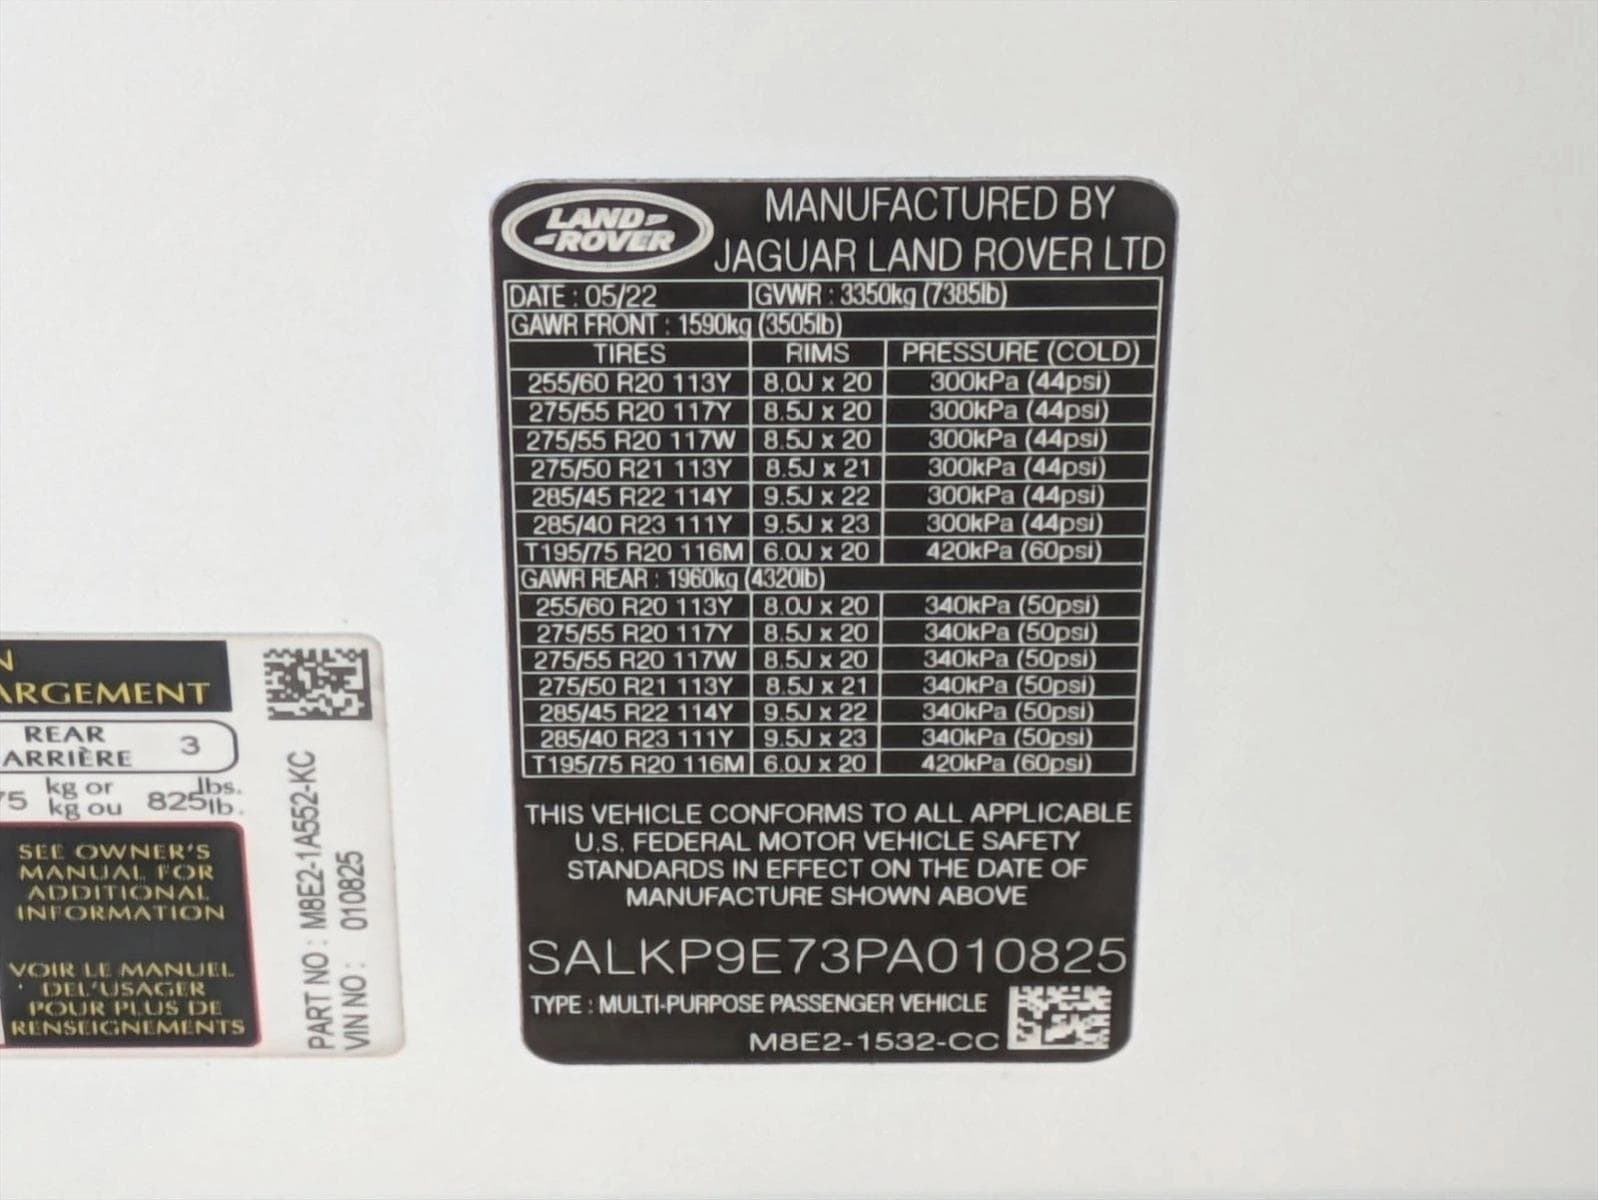 LAND-
-ROVER
MANUFACTURED BY
JAGUAR LAND ROVER LTD
DATE : 05/22 GVWR : 3350kg (7385lb)
GAWR FRONT : 1590kg (3505lb)
TIRES RIMS PRESSURE (COLD)
255/60 R20 113Y 8.0J x 20 300kPa (44psi)
275/55 R20 117Y 8.5J x 20 300kPa (44psi)
275/55 R20 117W 8.5J x 20 300kPa (44psi)
275/50 R21 113Y 8.5J x 21 300kPa (44psi)
285/45 R22 114Y 9.5J x 22 300kPa (44psi)
285/40 R23 111Y 9.5J x 23 300kPa (44psi)
T195/75 R20 116M 6.0J x 20 420kPa (60psi)
GAWR REAR : 1960kg (4320lb)
255/60 R20 113Y 8.0J x 20 340kPa (50psi)
275/55 R20 117Y 8.5J x 20 340kPa (50psi)
275/55 R20 117W 8.5J x 20 340kPa (50psi)
275/50 R21 113Y 8.5J x 21 340kPa (50psi)
285/45 R22 114Y 9.5J x 22 340kPa (50psi)
285/40 R23 111Y 9.5J x 23 340kPa (50psi)
T195/75 R20 116M 6.0J x 20 420kPa (60psi)
THIS VEHICLE CONFORMS TO ALL APPLICABLE
U.S. FEDERAL MOTOR VEHICLE SAFETY
STANDARDS IN EFFECT ON THE DATE OF
MANUFACTURE SHOWN ABOVE
SALKP9E73PA010825
TYPE : MULTI-PURPOSE PASSENGER VEHICLE
M8E2-1532-CC
N
ARGEMENT
REAR
ARRIÈRE 3
75 kg or 825 lbs.
kg ou lb.
SEE OWNER'S
MANUAL FOR
ADDITIONAL
INFORMATION
VOIR LE MANUEL
DE L'USAGER
POUR PLUS DE
RENSEIGNEMENTS
PART NO : M8E2-1A552-KC
VIN NO : 010825